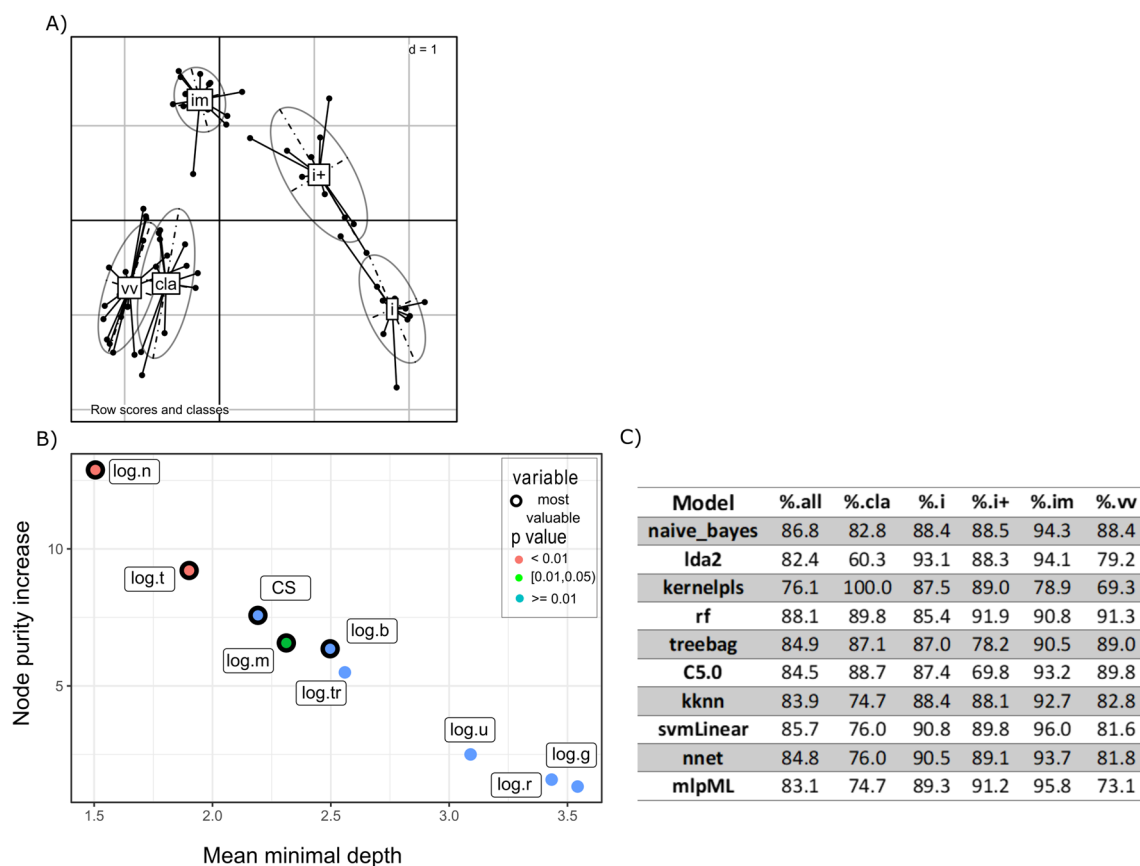 A)
d = 1
im
i+
vv
cla
i
Row scores and classes
B)
Node purity increase
10
5
log.n
log.t
CS
log.m
log.b
log.tr
log.u
log.g
log.r
variable
most
valuable
p value
< 0.01
[0.01,0.05)
>= 0.01
1.5 2.0 2.5 3.0 3.5
Mean minimal depth
C)
Model %.all %.cla %.i %.i+ %.im %.vv
naive_bayes 86.8 82.8 88.4 88.5 94.3 88.4
lda2 82.4 60.3 93.1 88.3 94.1 79.2
kernelpls 76.1 100.0 87.5 89.0 78.9 69.3
rf 88.1 89.8 85.4 91.9 90.8 91.3
treebag 84.9 87.1 87.0 78.2 90.5 89.0
C5.0 84.5 88.7 87.4 69.8 93.2 89.8
kknn 83.9 74.7 88.4 88.1 92.7 82.8
svmLinear 85.7 76.0 90.8 89.8 96.0 81.6
nnet 84.8 76.0 90.5 89.1 93.7 81.8
mlpML 83.1 74.7 89.3 91.2 95.8 73.1